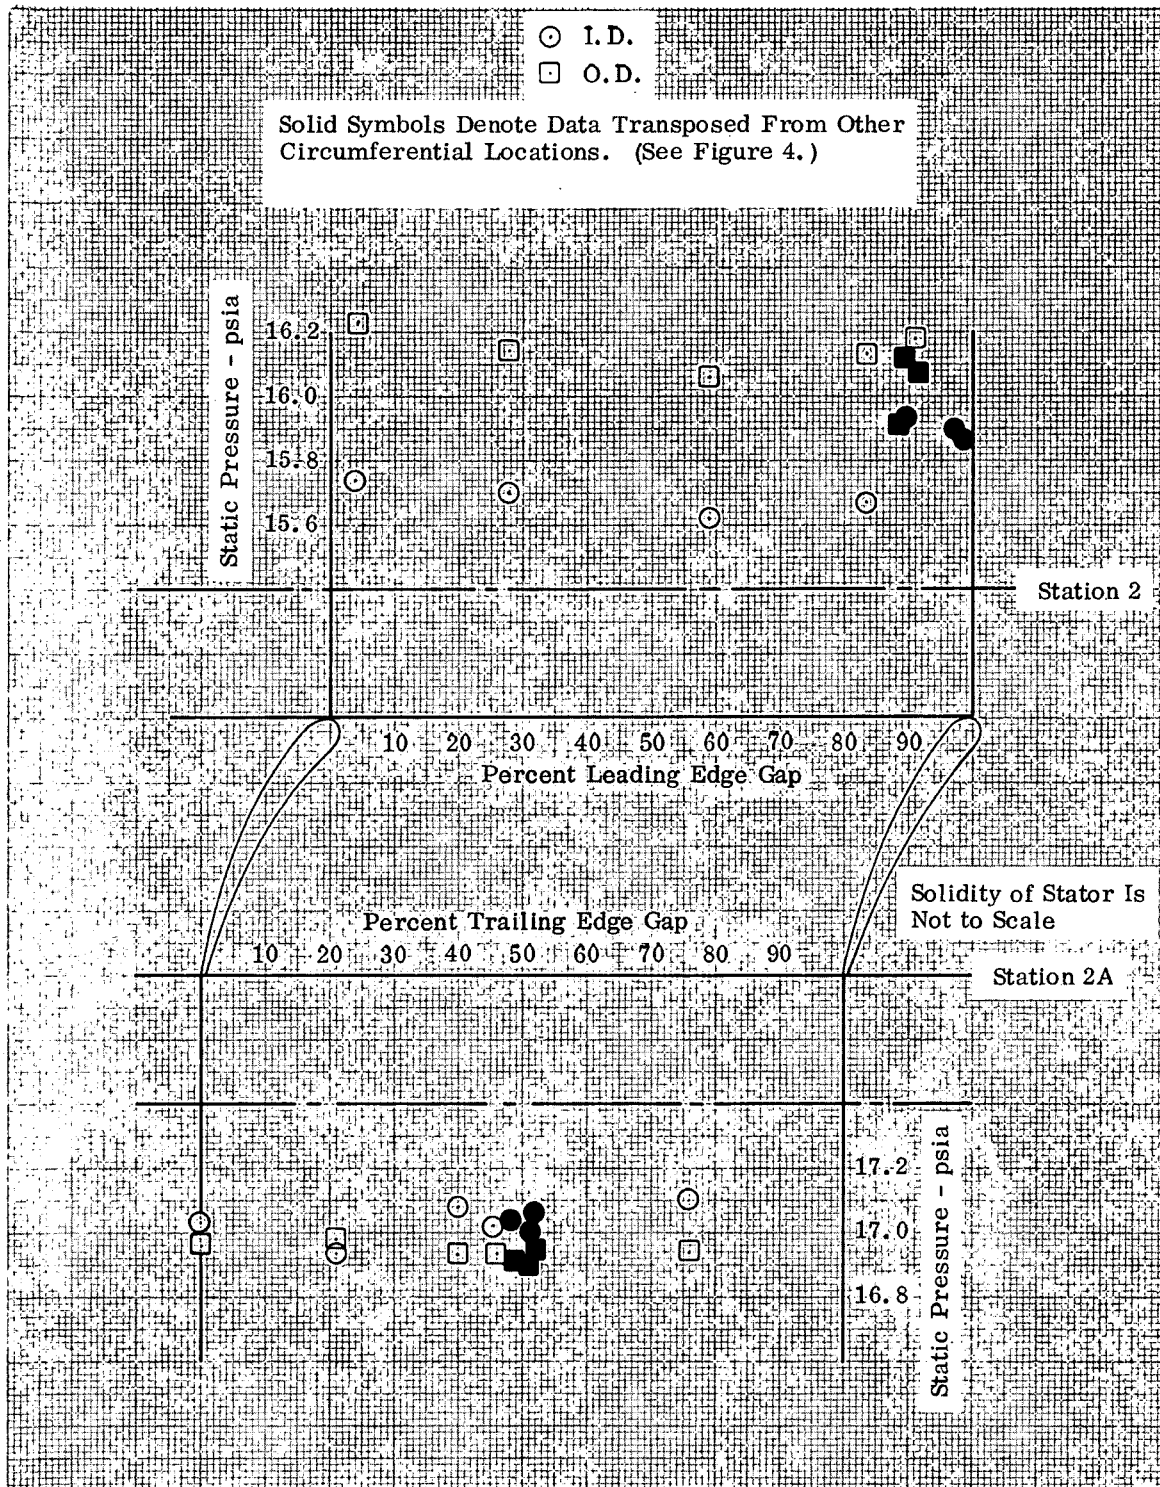 I.D.
O.D.
Solid Symbols Denote Data Transposed From Other
Circumferential Locations. (See Figure 4.)
Static Pressure - psia
16.2
16.0
15.8
15.6
Station 2
10 20 30 40 50 60 70 80 90
Percent Leading Edge Gap
Solidity of Stator Is
Not to Scale
Percent Trailing Edge Gap
10 20 30 40 50 60 70 80 90
Station 2A
17.2
17.0
16.8
Static Pressure - psia